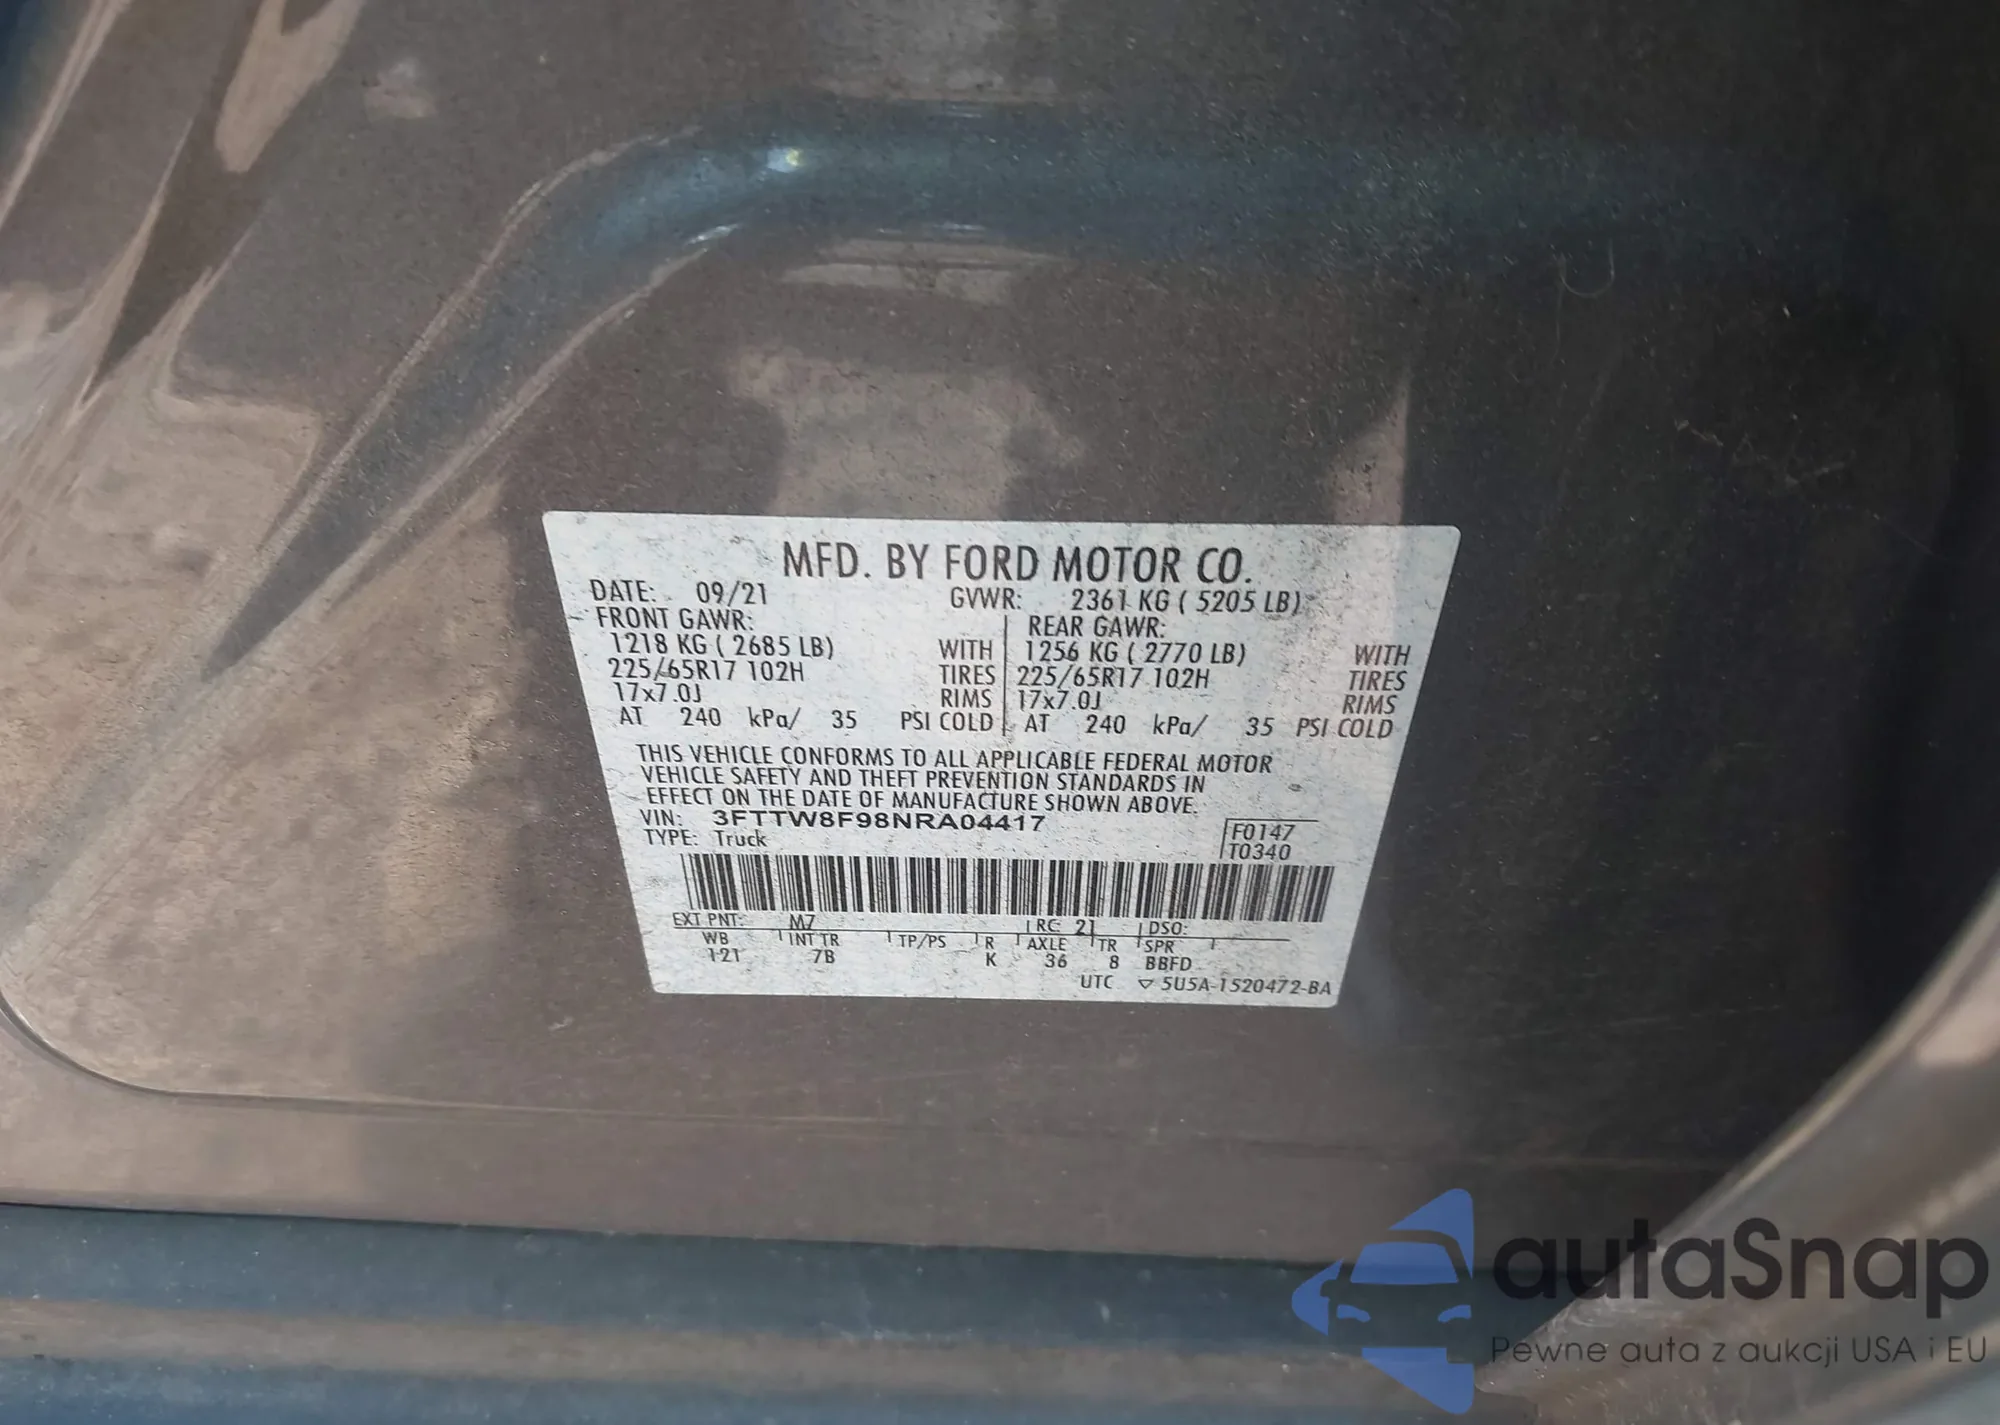 MFD. BY FORD MOTOR CO.
DATE: 09/21 GVWR: 2361 KG ( 5205 LB)
FRONT GAWR: REAR GAWR:
1218 KG ( 2685 LB) WITH 1256 KG ( 2770 LB) WITH
225/65R17 102H TIRES 225/65R17 102H TIRES
17x7.0J RIMS 17x7.0J RIMS
AT 240 kPa/ 35 PSI COLD AT 240 kPa/ 35 PSI COLD
THIS VEHICLE CONFORMS TO ALL APPLICABLE FEDERAL MOTOR
VEHICLE SAFETY AND THEFT PREVENTION STANDARDS IN
EFFECT ON THE DATE OF MANUFACTURE SHOWN ABOVE.
VIN: 3FTTW8F98NRA04417
TYPE: Truck
F0147
T0340
EXT PNT: M7 RC: 21 DSO:
WB INT TR TP/PS R AXLE TR SPR
121 7B K 36 8 BBFD
UTC ▽ 5U5A-1520472-BA
autaSnap
Pewne auta z aukcji USA i EU